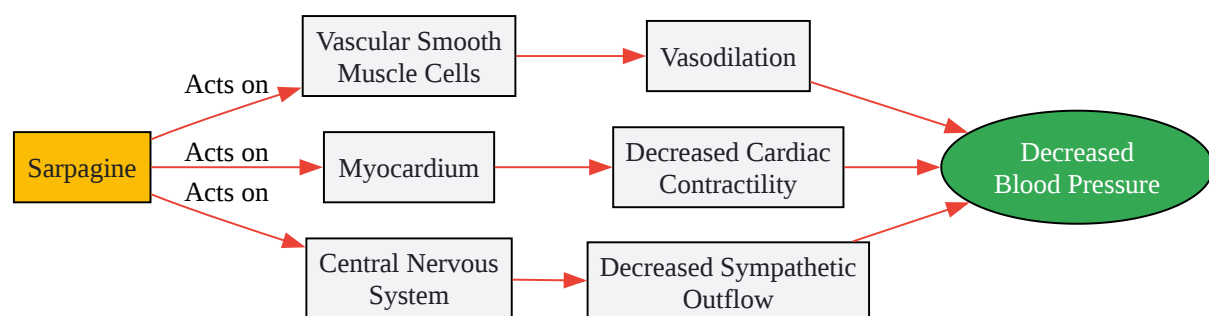 Vascular Smooth
Muscle Cells
Vasodilation
Acts on
Sarpagine
Acts on
Myocardium
Decreased Cardiac
Contractility
Decreased
Blood Pressure
Acts on
Central Nervous
System
Decreased Sympathetic
Outflow